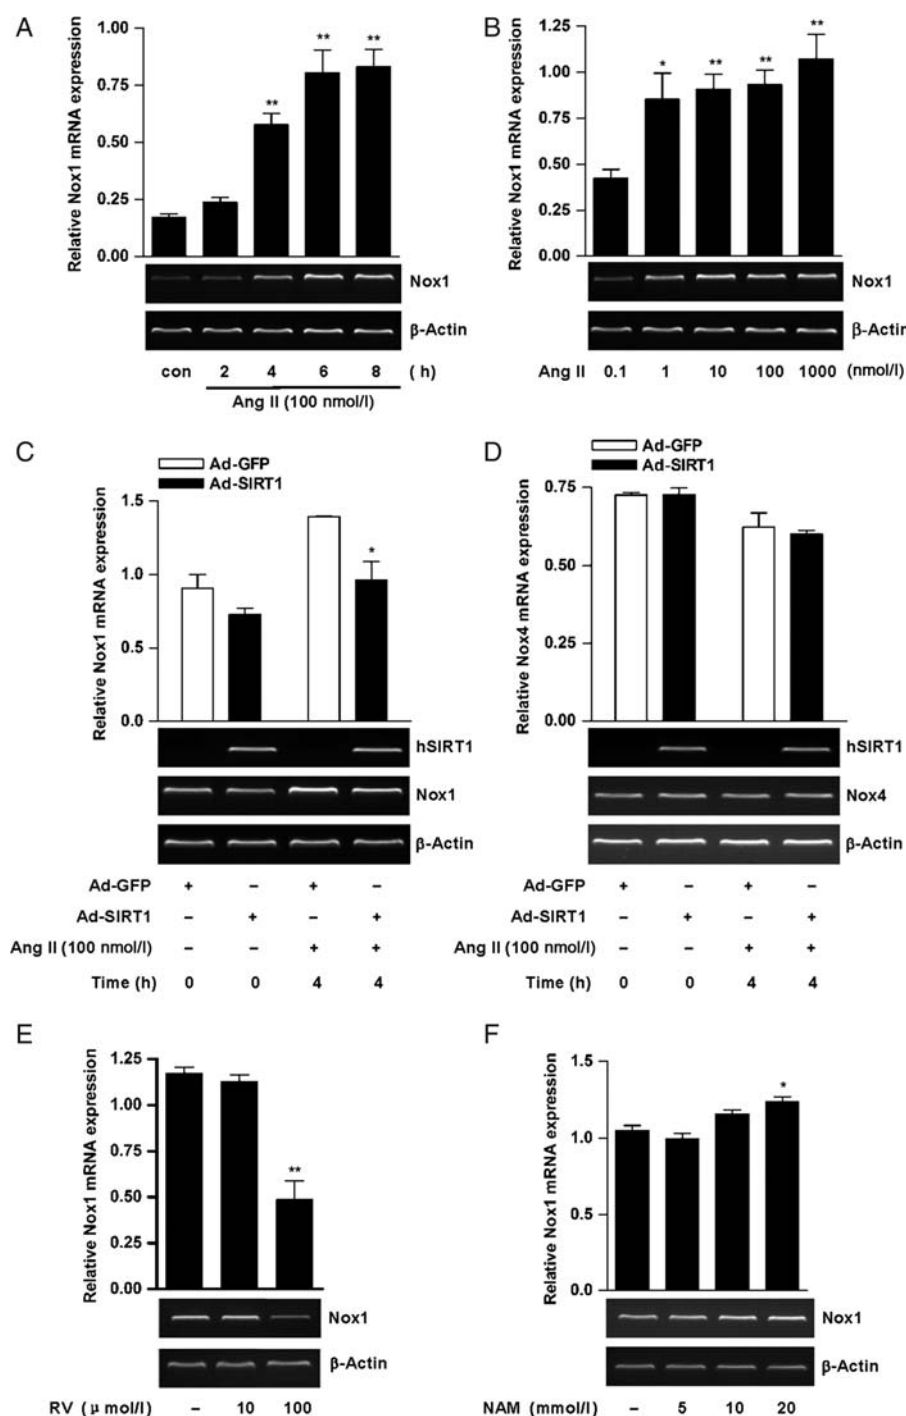 A
Relative Nox1 mRNA expression
1.00
0.75
0.50
0.25
0.00
** ** **
Nox1
β-Actin
con 2 4 6 8 ( h)
Ang II (100 nmol/l)
B
Relative Nox1 mRNA expression
1.50
1.25
1.00
0.50
1.25
0.00
* ** ** **
Nox1
β-Actin
Ang II 0.1 1 10 100 1000 (nmol/l)
C
Ad-GFP
Ad-SIRT1
Relative Nox1 mRNA expression
1.5
1.0
0.5
0.0
*
hSIRT1
Nox1
β-Actin
Ad-GFP + – + –
Ad-SIRT1 – + – +
Ang II (100 nmol/l) – – + +
Time (h) 0 0 4 4
D
Ad-GFP
Ad-SIRT1
Relative Nox4 mRNA expression
0.75
0.50
0.25
0.00
hSIRT1
Nox4
β-Actin
Ad-GFP + – + –
Ad-SIRT1 – + – +
Ang II (100 nmol/l) – – + +
Time (h) 0 0 4 4
E
Relative Nox1 mRNA expression
1.25
1.00
0.75
0.50
0.25
0.00
**
Nox1
β-Actin
RV ( μ mol/l) – 10 100
F
Relative Nox1 mRNA expression
1.5
1.0
0.5
0.0
*
Nox1
β-Actin
NAM (mmol/l) – 5 10 20